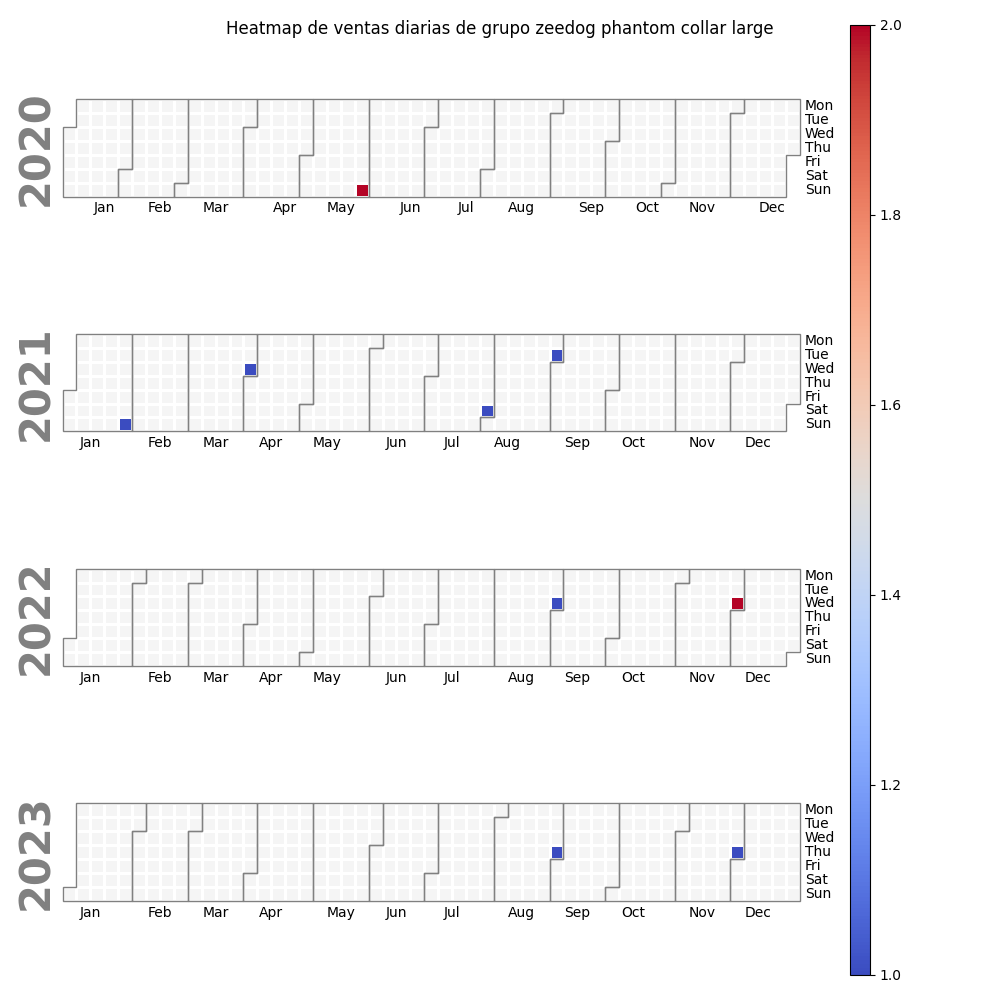 Heatmap de ventas diarias de grupo zeedog phantom collar large
2020
Mon
Tue
Wed
Thu
Fri
Sat
Sun
Jan Feb Mar Apr May Jun Jul Aug Sep Oct Nov Dec
2021
Mon
Tue
Wed
Thu
Fri
Sat
Sun
Jan Feb Mar Apr May Jun Jul Aug Sep Oct Nov Dec
2022
Mon
Tue
Wed
Thu
Fri
Sat
Sun
Jan Feb Mar Apr May Jun Jul Aug Sep Oct Nov Dec
2023
Mon
Tue
Wed
Thu
Fri
Sat
Sun
Jan Feb Mar Apr May Jun Jul Aug Sep Oct Nov Dec
2.0
1.8
1.6
1.4
1.2
1.0